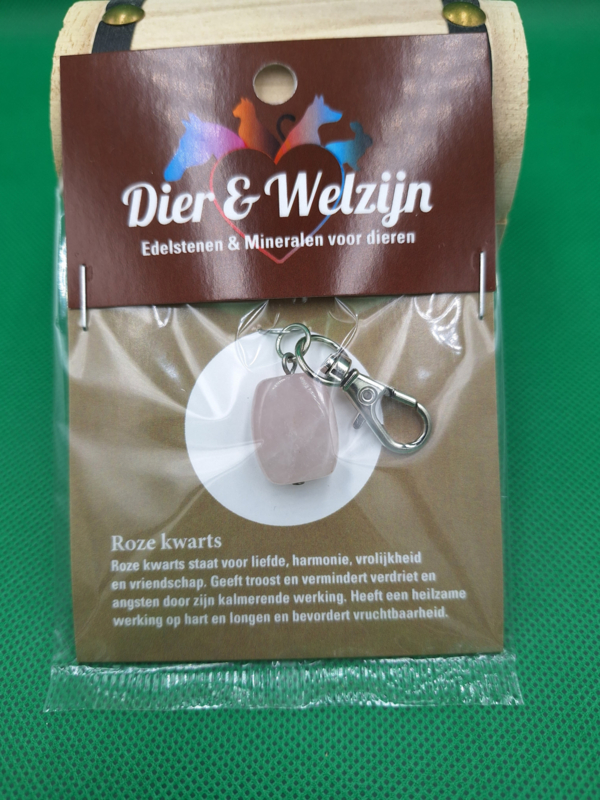 Dier & Welzijn
Edelstenen & Mineralen voor dieren
Roze kwarts
Roze kwarts staat voor liefde, harmonie, vrolijkheid
en vriendschap. Geeft troost en vermindert verdriet en
angsten door zijn kalmerende werking. Heeft een heilzame
werking op hart en longen en bevordert vruchtbaarheid.